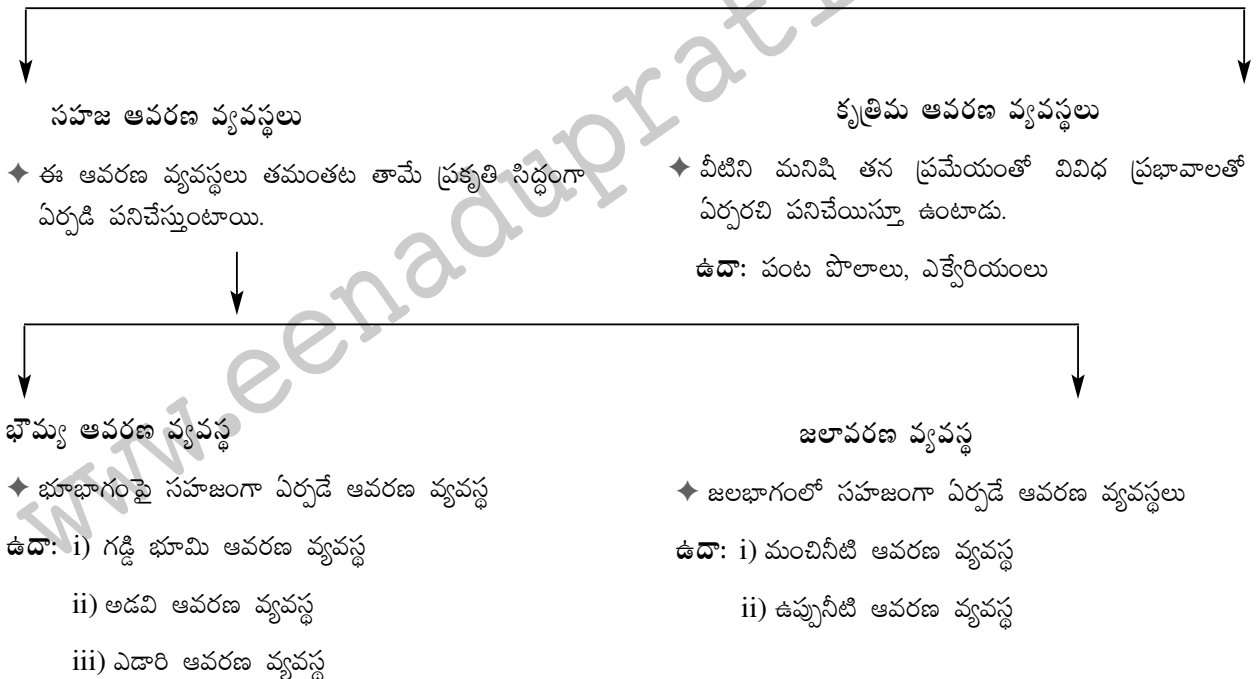 సహజ ఆవరణ వ్యవస్థలు
✦ ఈ ఆవరణ వ్యవస్థలు తమంతట తామే ప్రకృతి సిద్ధంగా
ఏర్పడి పనిచేస్తుంటాయి.
కృత్రిమ ఆవరణ వ్యవస్థలు
✦ వీటిని మనిషి తన ప్రమేయంతో వివిధ ప్రభావాలతో
ఏర్పరచి పనిచేయిస్తూ ఉంటాడు.
ఉదా: పంట పొలాలు, ఎక్వేరియంలు
భౌమ్య ఆవరణ వ్యవస్థ
✦ భూభాగంపై సహజంగా ఏర్పడే ఆవరణ వ్యవస్థ
ఉదా: i) గడ్డి భూమి ఆవరణ వ్యవస్థ
ii) అడవి ఆవరణ వ్యవస్థ
iii) ఎడారి ఆవరణ వ్యవస్థ
జలావరణ వ్యవస్థ
✦ జలభాగంలో సహజంగా ఏర్పడే ఆవరణ వ్యవస్థలు
ఉదా: i) మంచినీటి ఆవరణ వ్యవస్థ
ii) ఉప్పునీటి ఆవరణ వ్యవస్థ
www.eenaduprati